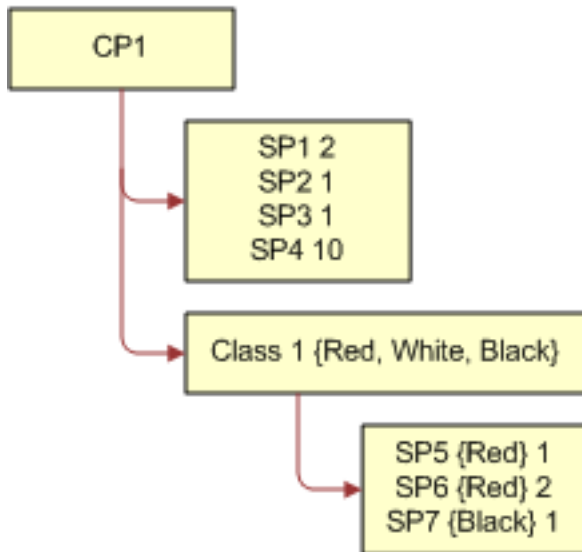 CP1
SP1 2
SP2 1
SP3 1
SP4 10
Class 1 {Red, White, Black}
SP5 {Red} 1
SP6 {Red} 2
SP7 {Black} 1